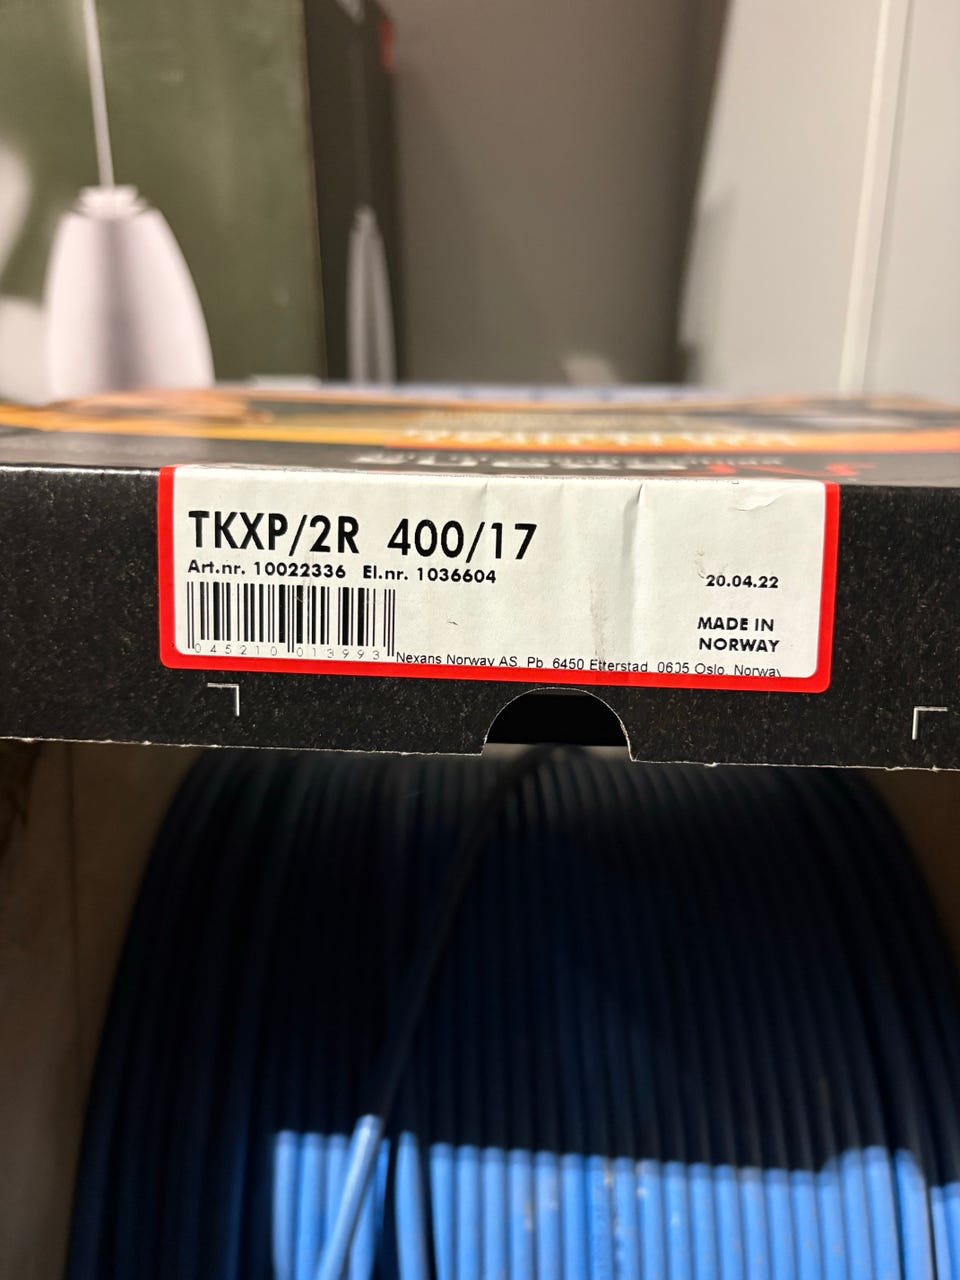 TKXP/2R 400/17
Art.nr. 10022336 El.nr. 1036604
20.04.22
MADE IN
NORWAY
045210 013993
Nexans Norway AS, Pb 6450 Etterstad, 0605 Oslo, Norway